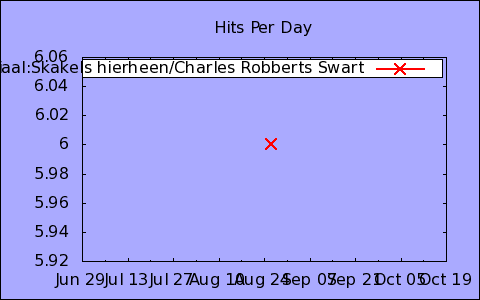 Hits Per Day
6.06
iaal:Skakels hierheen/Charles Robberts Swart
6.04
6.02
6
5.98
5.96
5.94
5.92
Jun 29 Jul 13 Jul 27 Aug 10 Aug 24 Sep 07 Sep 21 Oct 05 Oct 19